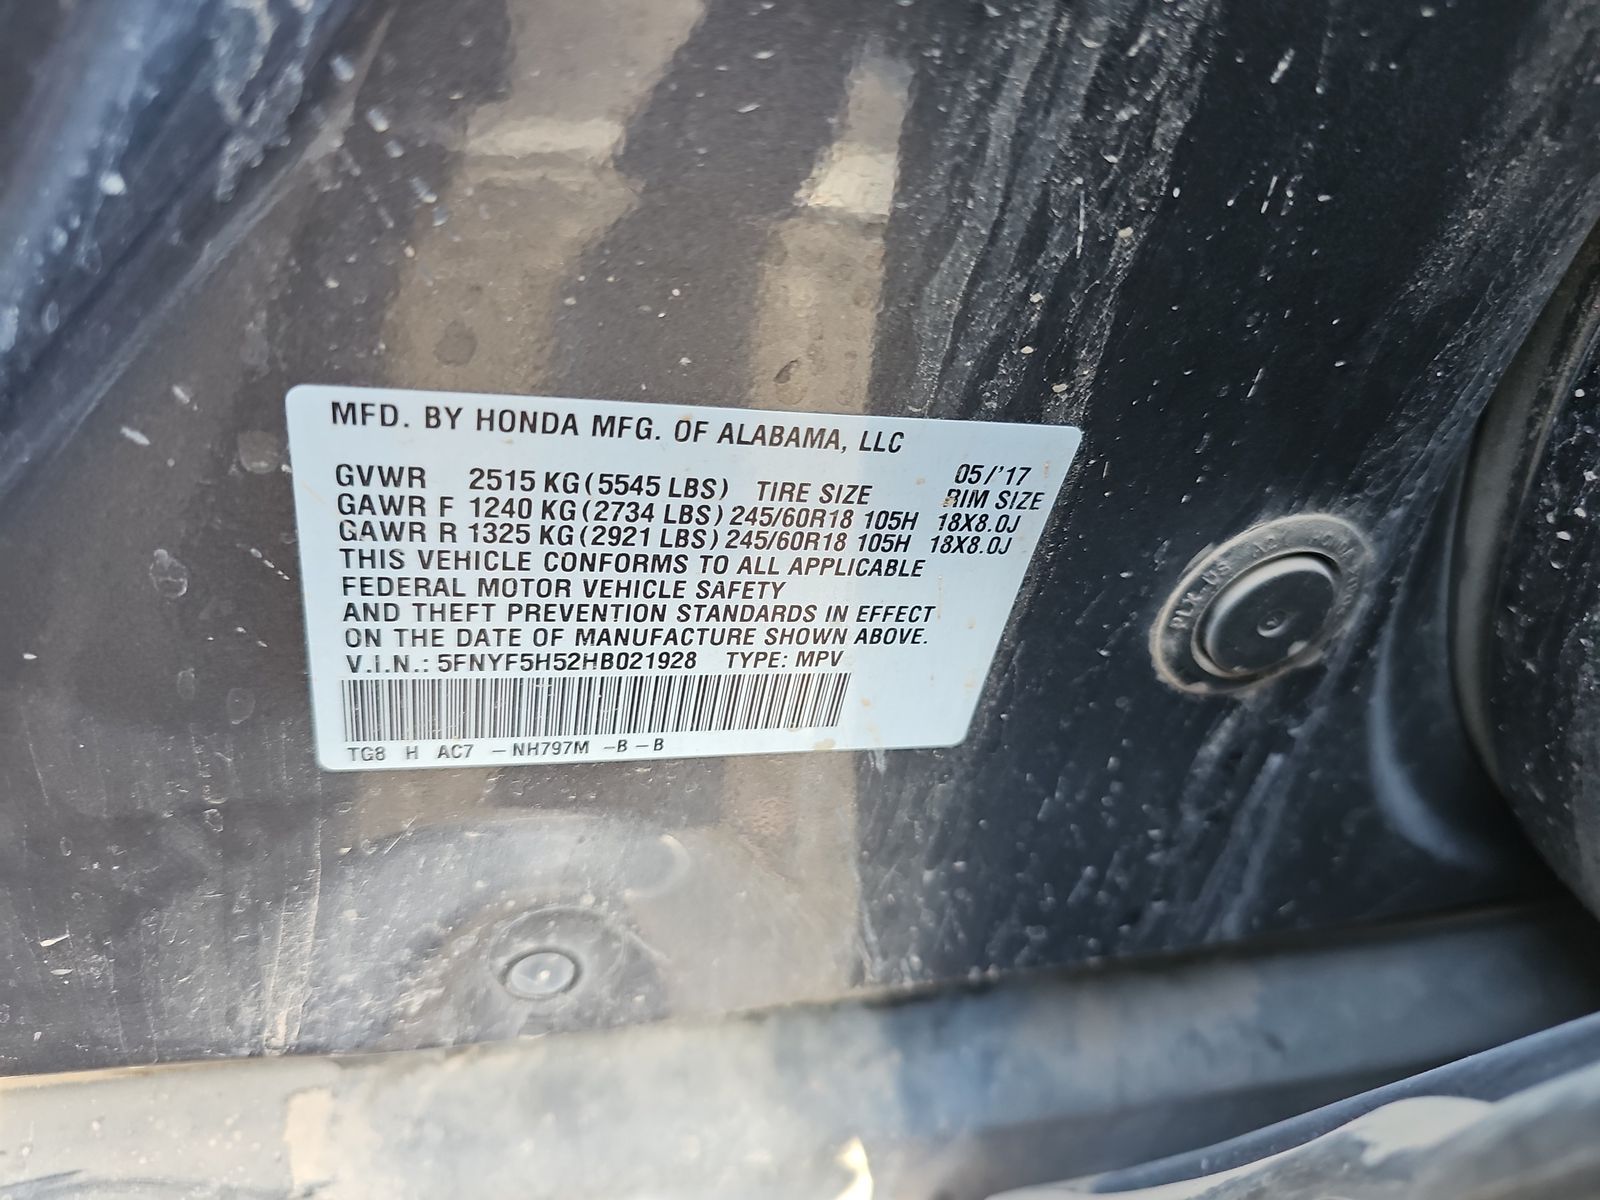 MFD. BY HONDA MFG. OF ALABAMA, LLC
05/'17
GVWR 2515 KG (5545 LBS) TIRE SIZE RIM SIZE
GAWR F 1240 KG (2734 LBS) 245/60R18 105H 18X8.0J
GAWR R 1325 KG (2921 LBS) 245/60R18 105H 18X8.0J
THIS VEHICLE CONFORMS TO ALL APPLICABLE
FEDERAL MOTOR VEHICLE SAFETY
AND THEFT PREVENTION STANDARDS IN EFFECT
ON THE DATE OF MANUFACTURE SHOWN ABOVE.
V.I.N.: 5FNYF5H52HB021928 TYPE: MPV
TG8 H AC7 -NH797M -B-B